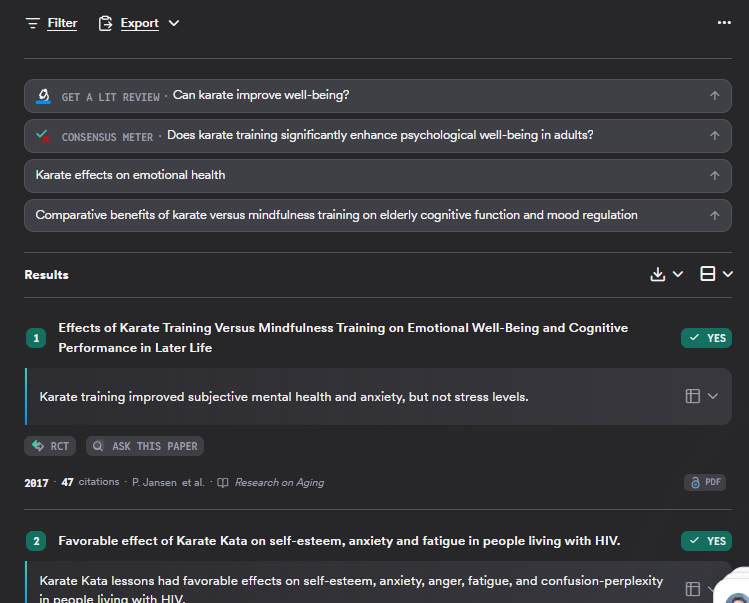 Filter Export
GET A LIT REVIEW · Can karate improve well-being?
CONSENSUS METER · Does karate training significantly enhance psychological well-being in adults?
Karate effects on emotional health
Comparative benefits of karate versus mindfulness training on elderly cognitive function and mood regulation
Results
1 Effects of Karate Training Versus Mindfulness Training on Emotional Well-Being and Cognitive YES
Performance in Later Life
Karate training improved subjective mental health and anxiety, but not stress levels.
RCT ASK THIS PAPER
2017 · 47 citations · P. Jansen et al. · Research on Aging PDF
2 Favorable effect of Karate Kata on self-esteem, anxiety and fatigue in people living with HIV. YES
Karate Kata lessons had favorable effects on self-esteem, anxiety, anger, fatigue, and confusion-perplexity
in people living with HIV.